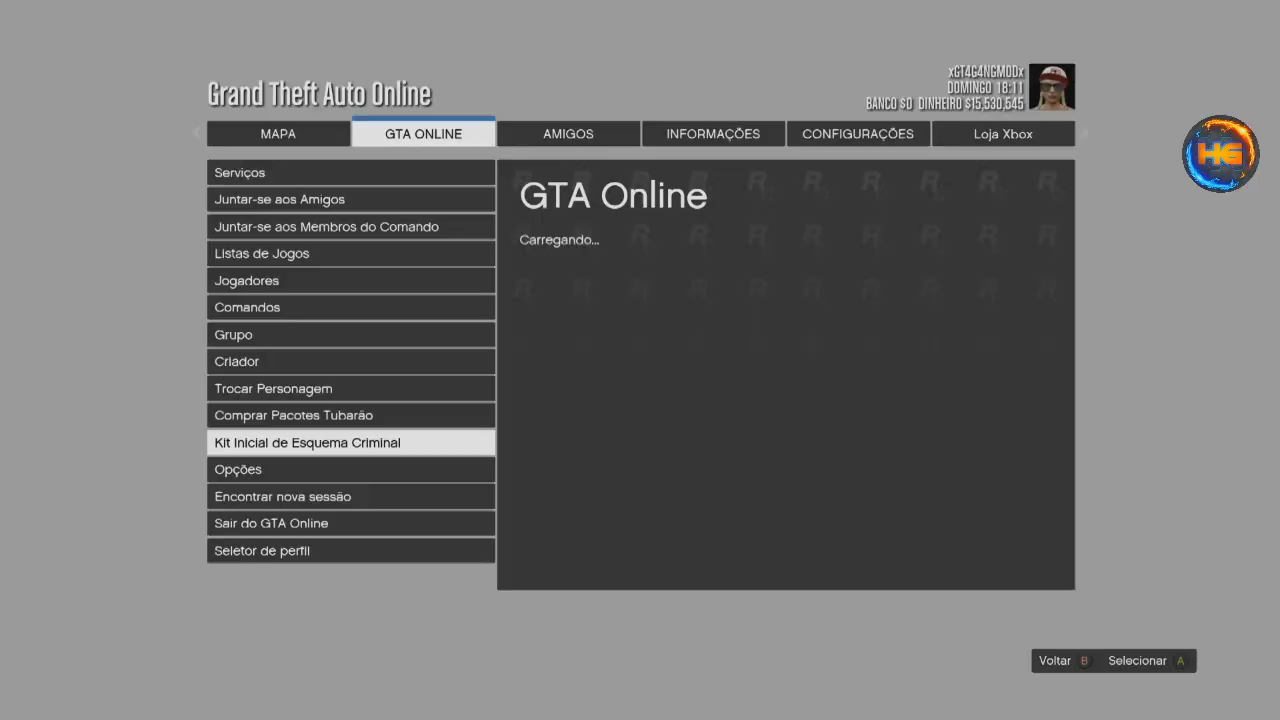 Grand Theft Auto Online
xGT4G4NGMODx
DOMINGO 18:11
BANCO $0 DINHEIRO $15,530,545
MAPA
GTA ONLINE
AMIGOS
INFORMAÇÕES
CONFIGURAÇÕES
Loja Xbox
HG
Serviços
Juntar-se aos Amigos
Juntar-se aos Membros do Comando
Listas de Jogos
Jogadores
Comandos
Grupo
Criador
Trocar Personagem
Comprar Pacotes Tubarão
Kit Inicial de Esquema Criminal
Opções
Encontrar nova sessão
Sair do GTA Online
Seletor de perfil
GTA Online
Carregando...
Voltar B Selecionar A